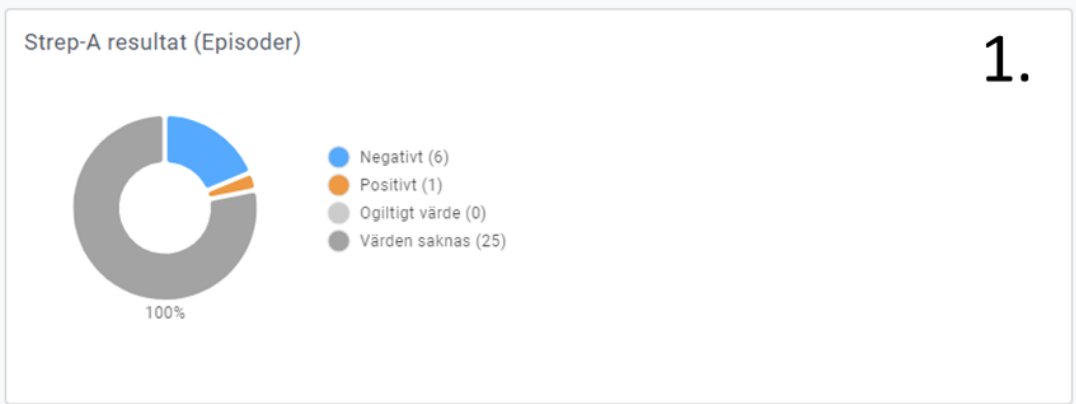 Strep-A resultat (Episoder)
1.
Negativt (6)
Positivt (1)
Ogiltigt värde (0)
Värden saknas (25)
100%